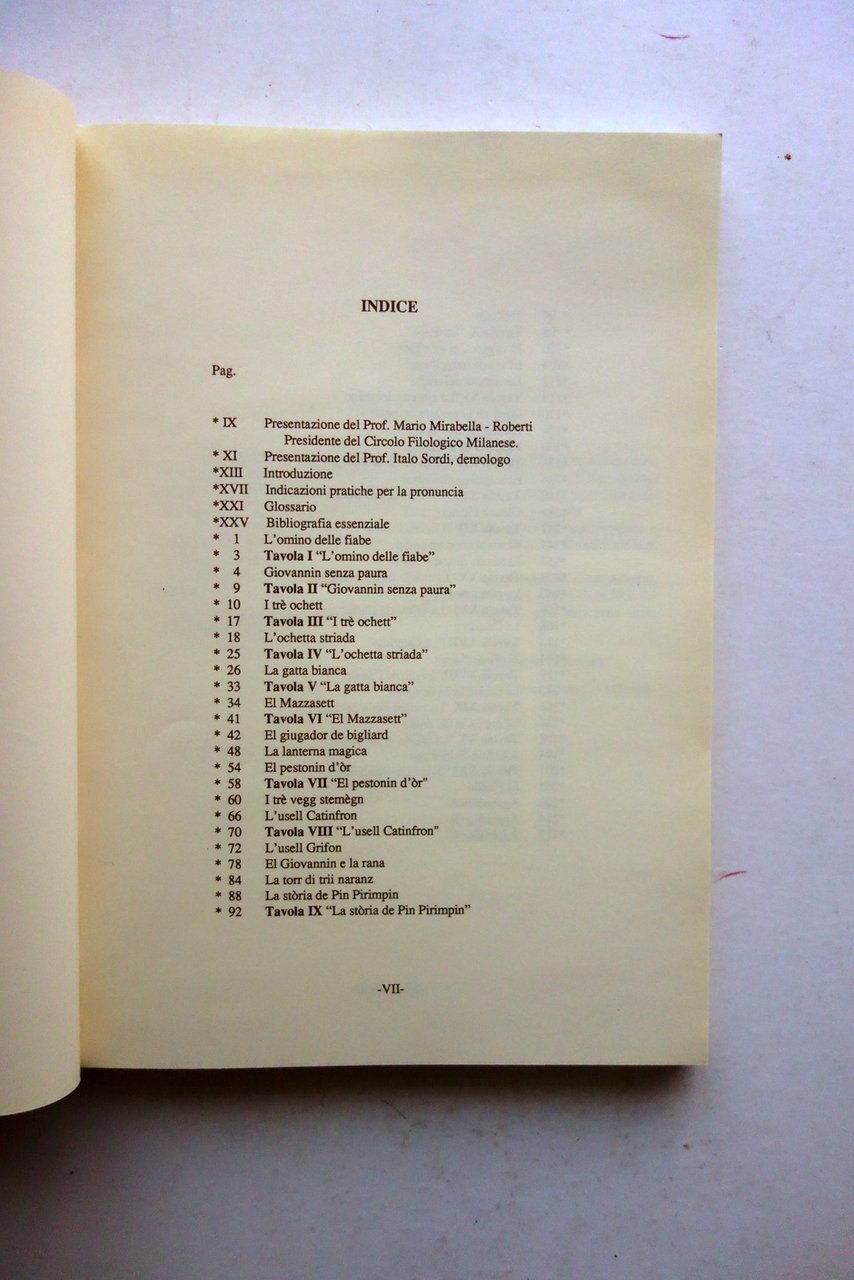 INDICE
Pag.
* IX Presentazione del Prof. Mario Mirabella - Roberti
Presidente del Circolo Filologico Milanese.
* XI Presentazione del Prof. Italo Sordi, demologo
*XIII Introduzione
*XVII Indicazioni pratiche per la pronuncia
*XXI Glossario
*XXV Bibliografia essenziale
* 1 L'omino delle fiabe
* 3 Tavola I “L'omino delle fiabe”
* 4 Giovannin senza paura
* 9 Tavola II “Giovannin senza paura”
* 10 I trè ochett
* 17 Tavola III “I trè ochett”
* 18 L'ochetta striada
* 25 Tavola IV “L'ochetta striada”
* 26 La gatta bianca
* 33 Tavola V “La gatta bianca”
* 34 El Mazzasett
* 41 Tavola VI “El Mazzasett”
* 42 El giugador de bigliard
* 48 La lanterna magica
* 54 El pestonin d'òr
* 58 Tavola VII “El pestonin d'òr"
* 60 I trè vegg stemègn
* 66 L'usell Catinfron
* 70 Tavola VIII “L'usell Catinfron"
* 72 L'usell Grifon
* 78 El Giovannin e la rana
* 84 La torr di trii naranz
* 88 La stòria de Pin Pirimpin
* 92 Tavola IX “La stòria de Pin Pirimpin”
-VII-